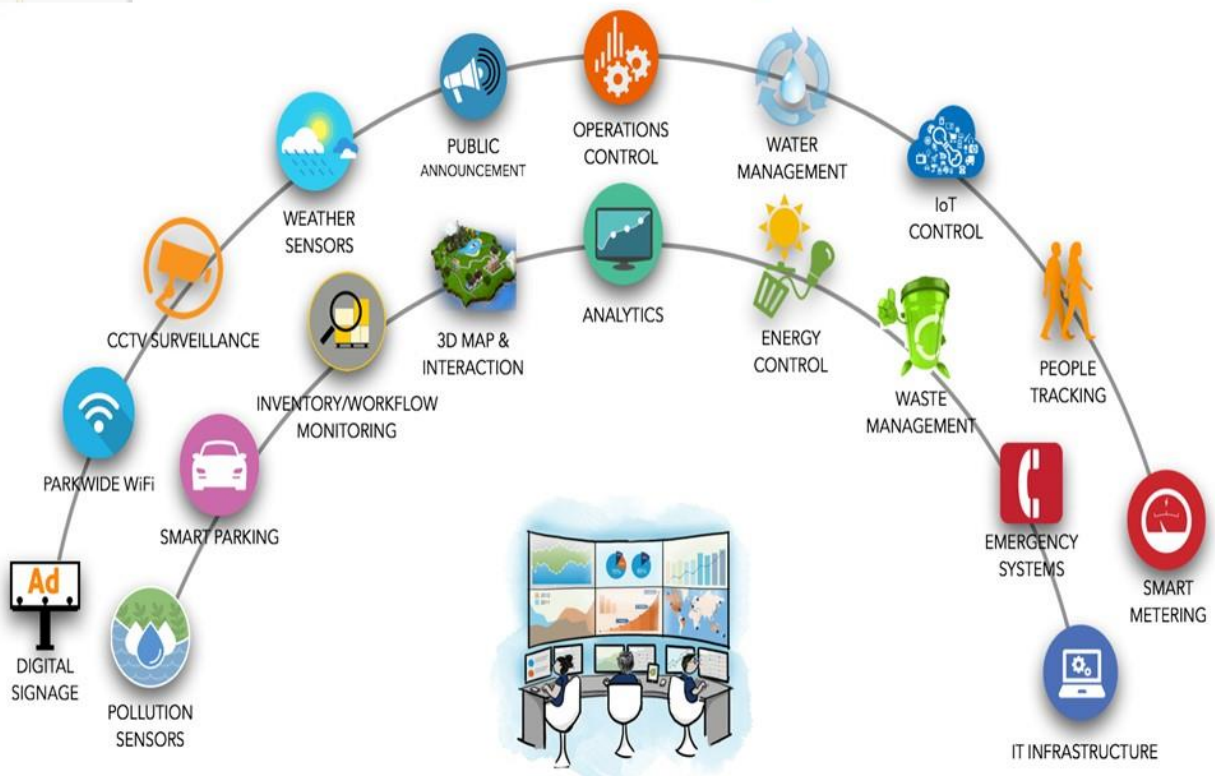 PUBLIC
ANNOUNCEMENT
OPERATIONS
CONTROL
WATER
MANAGEMENT
WEATHER
SENSORS
IoT
CONTROL
CCTV SURVEILLANCE
3D MAP &
INTERACTION
ANALYTICS
ENERGY
CONTROL
PEOPLE
TRACKING
INVENTORY/WORKFLOW
MONITORING
WASTE
MANAGEMENT
PARKWIDE WiFi
SMART PARKING
EMERGENCY
SYSTEMS
Ad
SMART
METERING
DIGITAL
SIGNAGE
POLLUTION
SENSORS
IT INFRASTRUCTURE